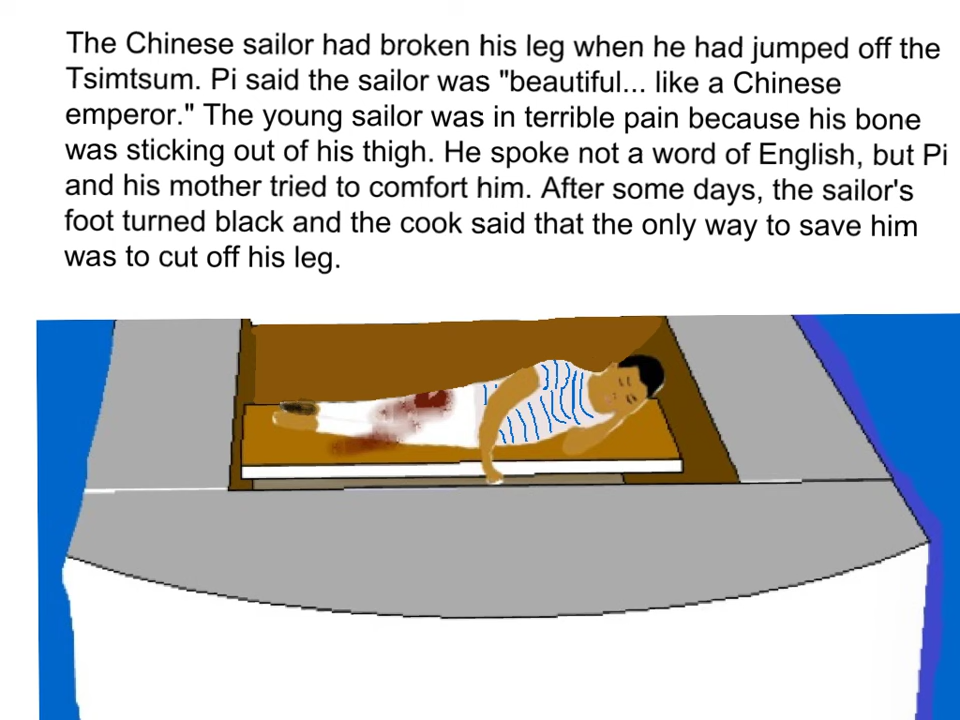 The Chinese sailor had broken his leg when he had jumped off the
Tsimtsum. Pi said the sailor was "beautiful... like a Chinese
emperor." The young sailor was in terrible pain because his bone
was sticking out of his thigh. He spoke not a word of English, but Pi
and his mother tried to comfort him. After some days, the sailor's
foot turned black and the cook said that the only way to save him
was to cut off his leg.